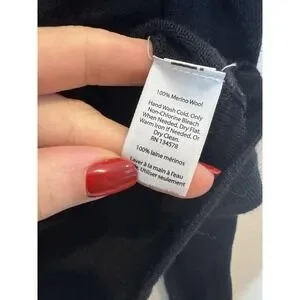 100% Merino Wool
Hand Wash Cold. Only
Non-Chlorine Bleach
When Needed. Dry Flat.
Warm Iron If Needed. Or
Dry Clean.
RN 134578
100% laine mérinos
Laver à la main à l'eau
Utiliser seulement